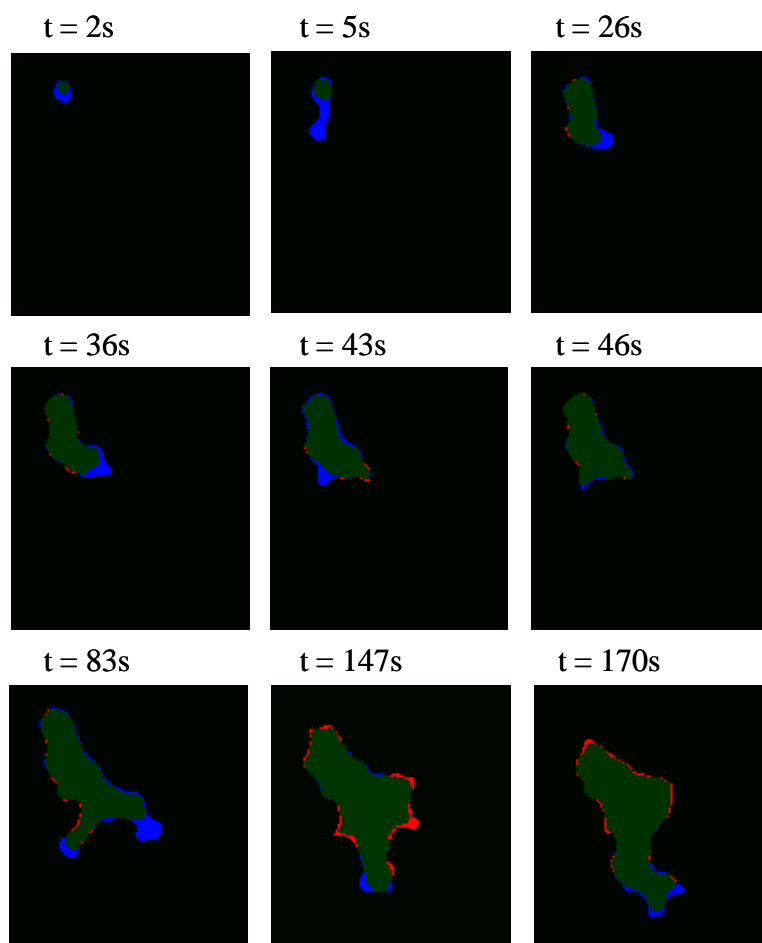 t = 2s
t = 5s
t = 26s
t = 36s
t = 43s
t = 46s
t = 83s
t = 147s
t = 170s